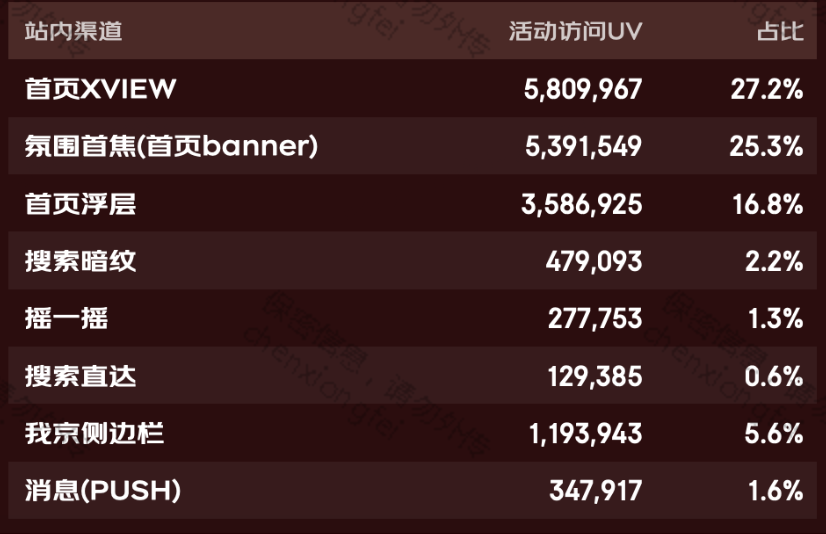 站内渠道 活动访问UV 占比
首页XVIEW 5,809,967 27.2%
氛围首焦(首页banner) 5,391,549 25.3%
首页浮层 3,586,925 16.8%
搜索暗纹 479,093 2.2%
摇一摇 277,753 1.3%
搜索直达 129,385 0.6%
我京侧边栏 1,193,943 5.6%
消息(PUSH) 347,917 1.6%
保密信息,请勿外传
chenxiongfei